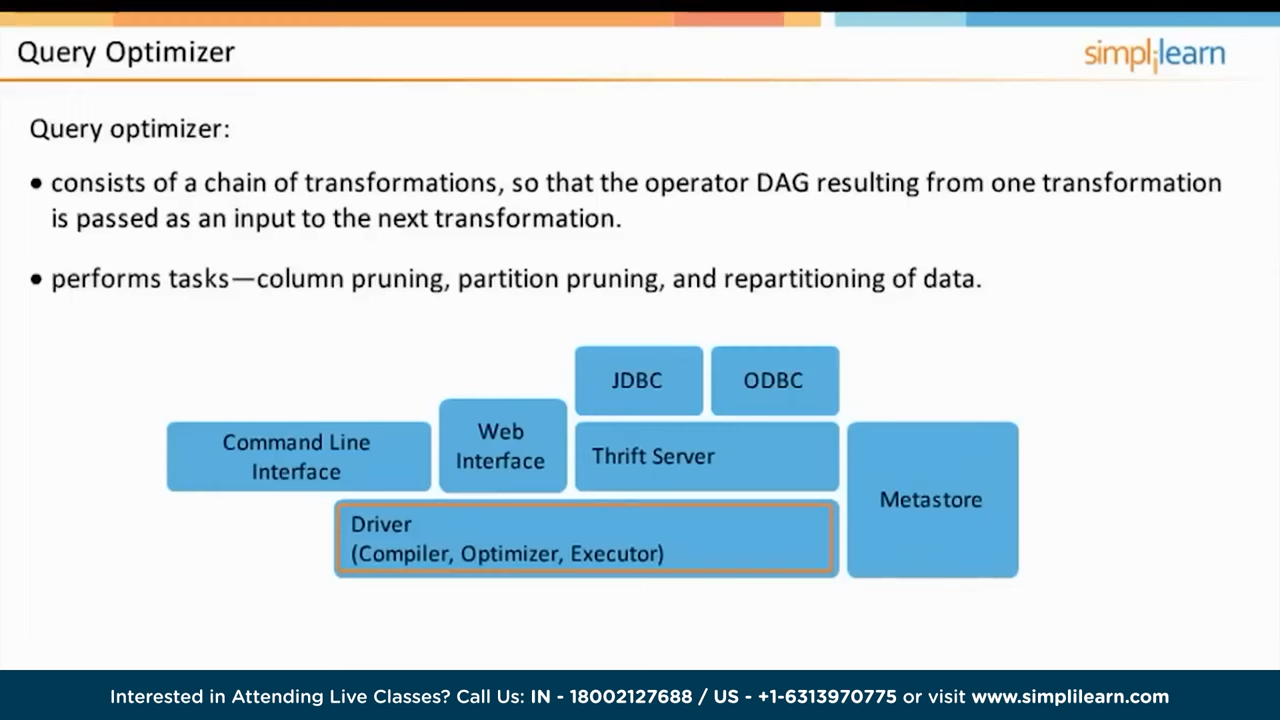 Query Optimizer
simplilearn
Query optimizer:
• consists of a chain of transformations, so that the operator DAG resulting from one transformation
is passed as an input to the next transformation.
• performs tasks—column pruning, partition pruning, and repartitioning of data.
JDBC
ODBC
Command Line
Interface
Web
Interface
Thrift Server
Metastore
Driver
(Compiler, Optimizer, Executor)
Interested in Attending Live Classes? Call Us: IN - 18002127688 / US - +1-6313970775 or visit www.simplilearn.com